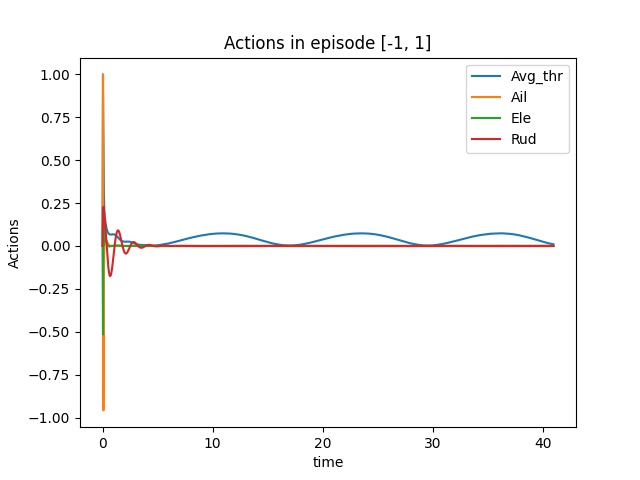 Actions in episode [-1, 1]
Avg_thr
Ail
Ele
Rud
1.00
0.75
0.50
0.25
0.00
−0.25
−0.50
−0.75
−1.00
Actions
0 10 20 30 40
time